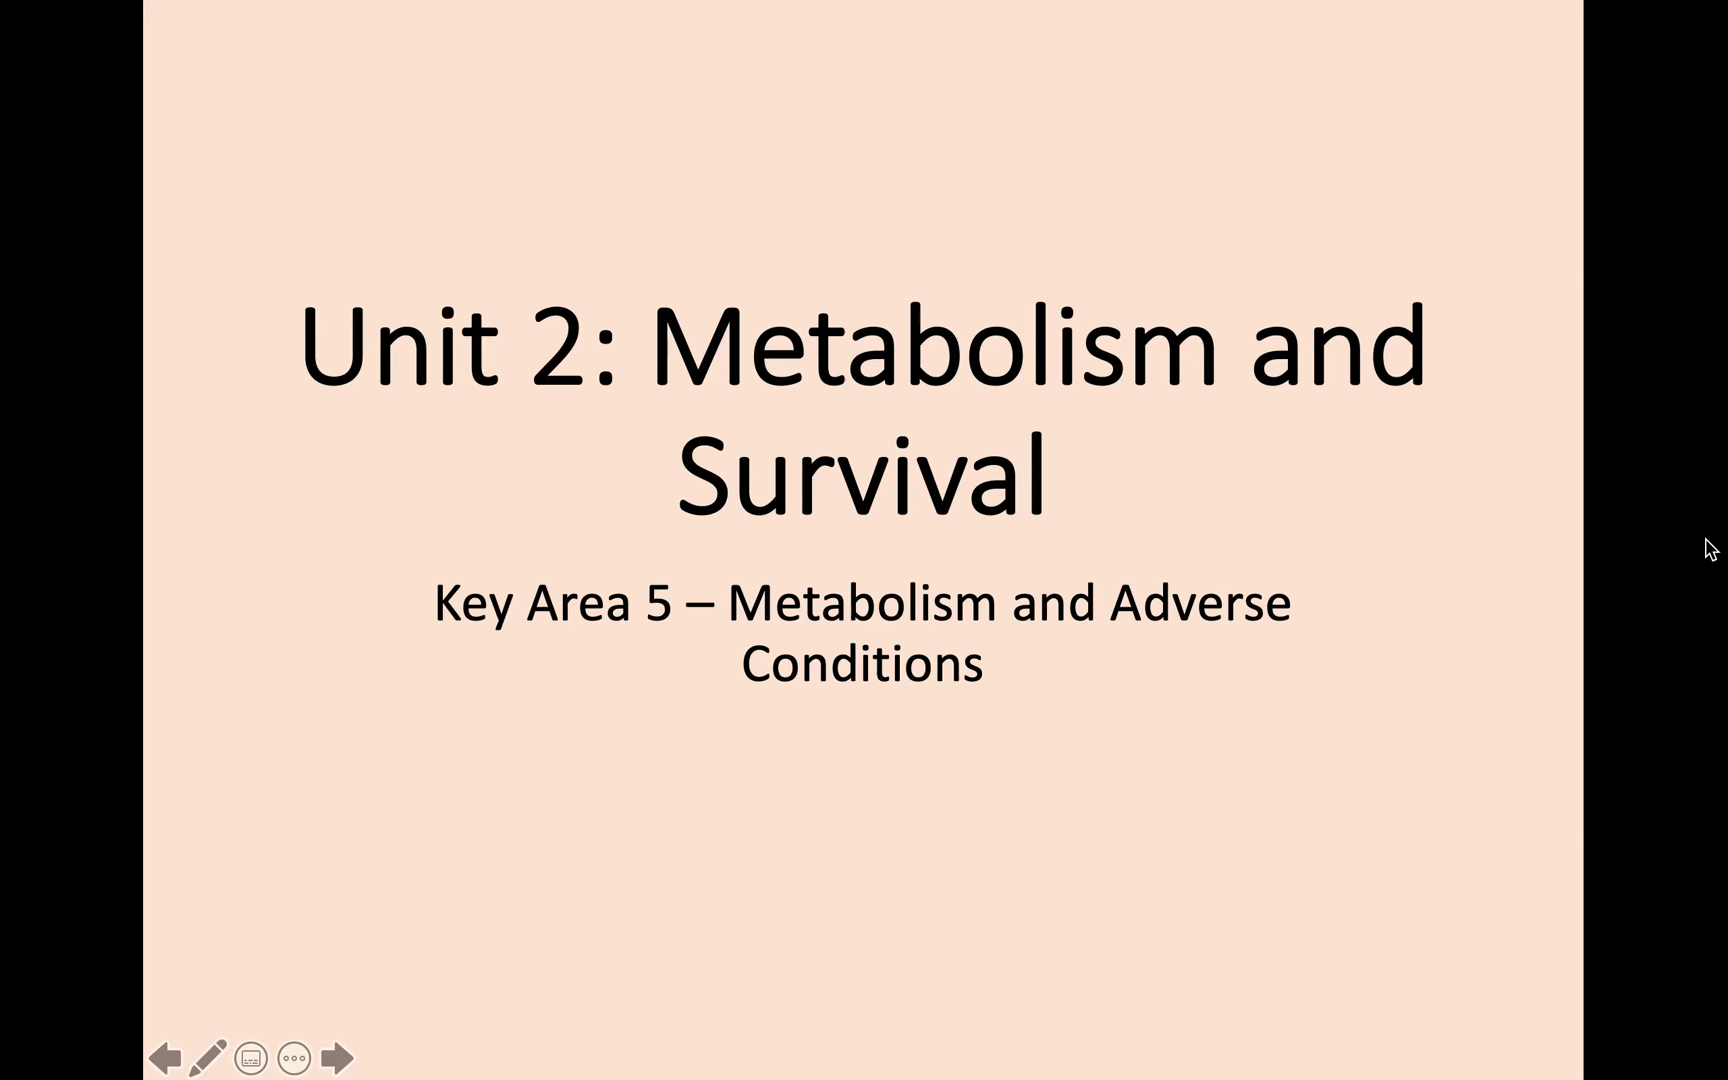 Unit 2: Metabolism and
Survival
Key Area 5 – Metabolism and Adverse
Conditions